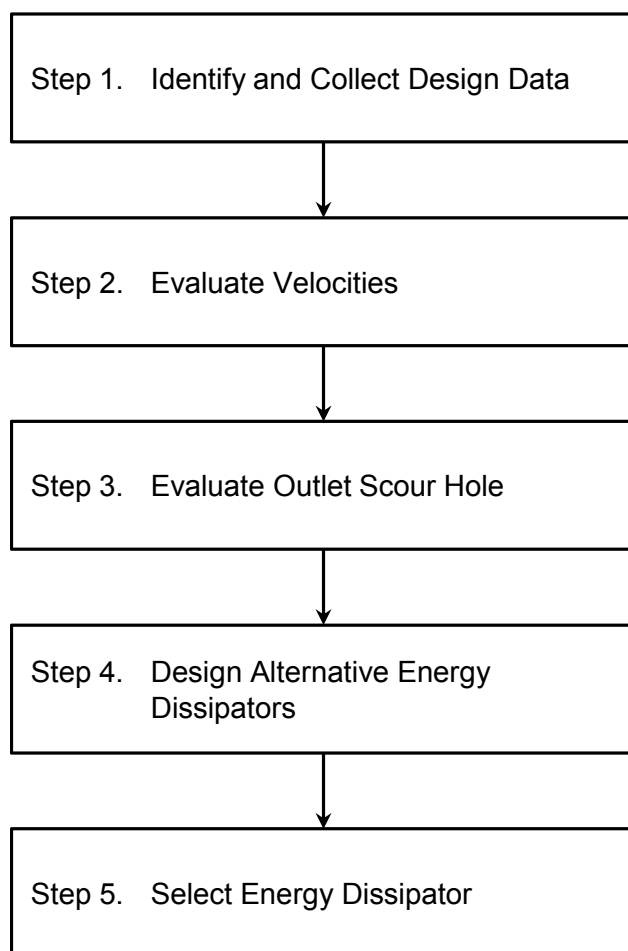 Step 1. Identify and Collect Design Data
Step 2. Evaluate Velocities
Step 3. Evaluate Outlet Scour Hole
Step 4. Design Alternative Energy
Dissipators
Step 5. Select Energy Dissipator